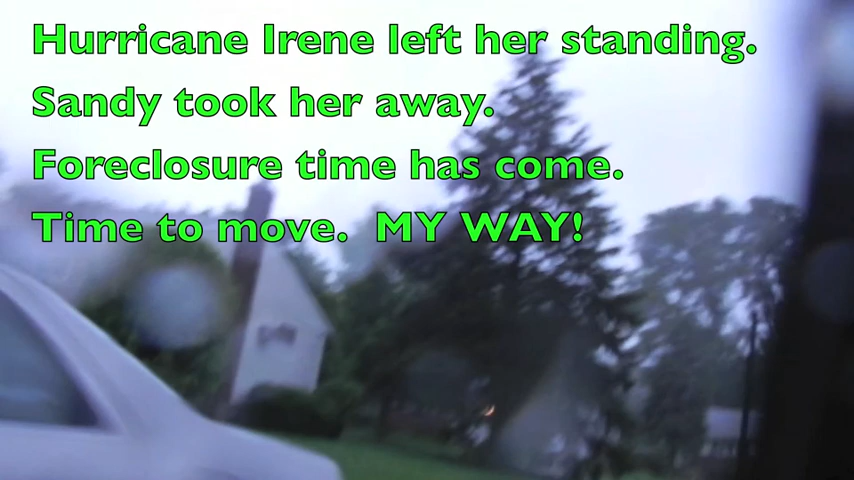 Hurricane Irene left her standing.
Sandy took her away.
Foreclosure time has come.
Time to move.  MY WAY!